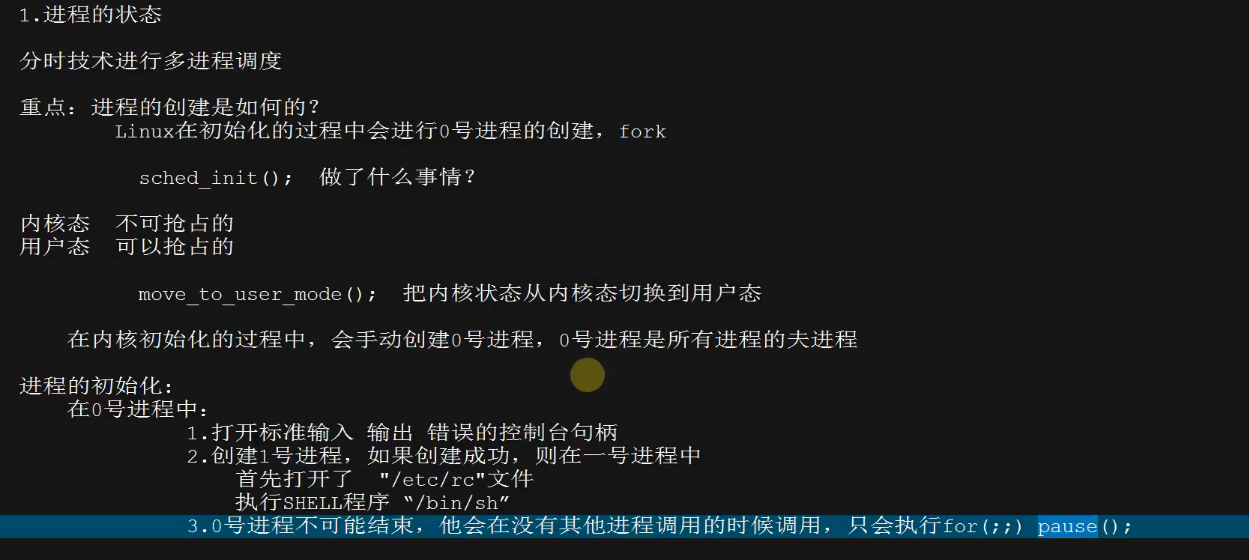 1.进程的状态
分时技术进行多进程调度
重点: 进程的创建是如何的?
Linux在初始化的过程中会进行0号进程的创建，fork
sched_init(); 做了什么事情?
内核态 不可抢占的
用户态 可以抢占的
move_to_user_mode(); 把内核状态从内核态切换到用户态
在内核初始化的过程中，会手动创建0号进程，0号进程是所有进程的夫进程
进程的初始化:
在0号进程中:
1.打开标准输入 输出 错误的控制台句柄
2.创建1号进程，如果创建成功，则在一号进程中
首先打开了 "/etc/rc"文件
执行SHELL程序 “/bin/sh”
3.0号进程不可能结束，他会在没有其他进程调用的时候调用，只会执行for(;;) pause();